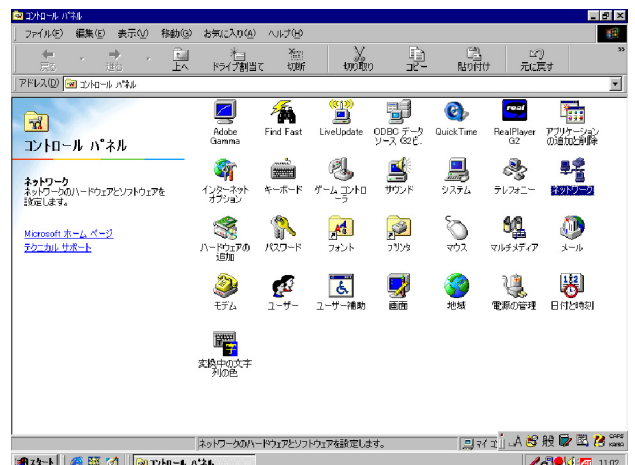 コントロール パネル
ファイル(F) 編集(E) 表示(V) 移動(G) お気に入り(A) ヘルプ(H)
戻る 進む 上へ ドライブ割当て 切断 切り取り コピー 貼り付け 元に戻す
アドレス(D) コントロール パネル
コントロール パネル
ネットワーク
ネットワークのハードウェアとソフトウェアを
設定します。
Microsoft ホーム ページ
テクニカル サポート
Adobe
Gamma
Find Fast
LiveUpdate
ODBC データ
ソース
QuickTime
real
RealPlayer
G2
アプリケーション
の追加と削除
インターネット
オプション
キーボード
ゲーム コントロ
ーラ
サウンド
システム
テレフォニー
ネットワーク
ハードウェアの
追加
パスワード
フォント
プリンタ
マウス
マルチメディア
メール
モデム
ユーザー
ユーザー補助
画面
地域
電源の管理
日付と時刻
変換中の文字
列の色
ネットワークのハードウェアとソフトウェアを設定します。
マイ コ
A 般
CAPS
KANA
スタート
コントロール パネル
11:02